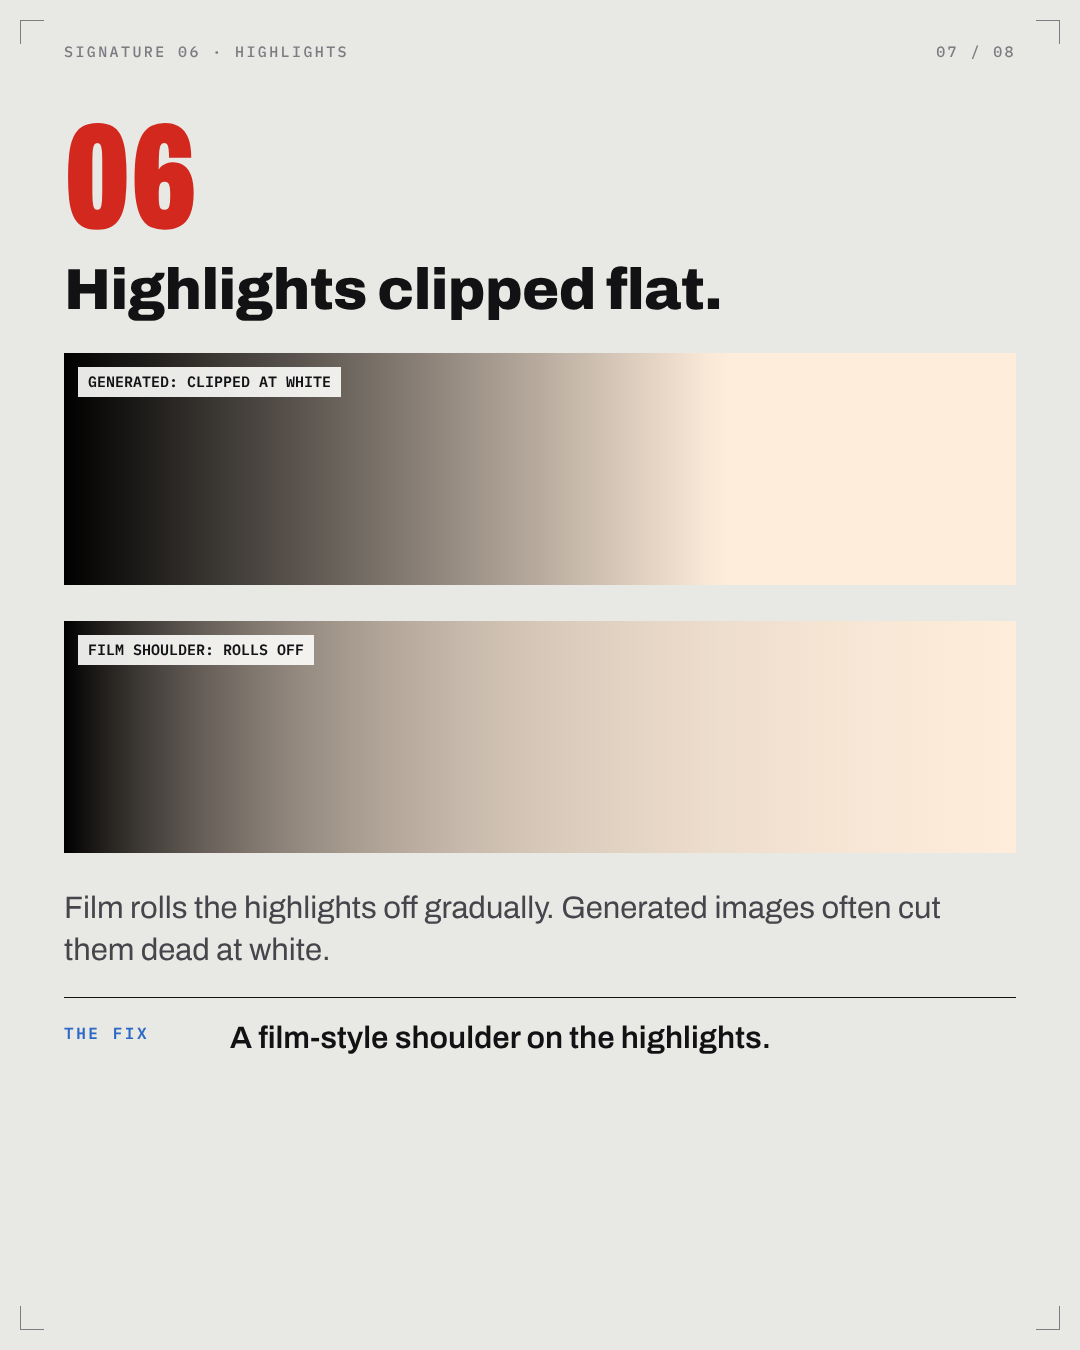 SIGNATURE 06 · HIGHLIGHTS
07 / 08
06
Highlights clipped flat.
GENERATED: CLIPPED AT WHITE
FILM SHOULDER: ROLLS OFF
Film rolls the highlights off gradually. Generated images often cut
them dead at white.
THE FIX
A film-style shoulder on the highlights.